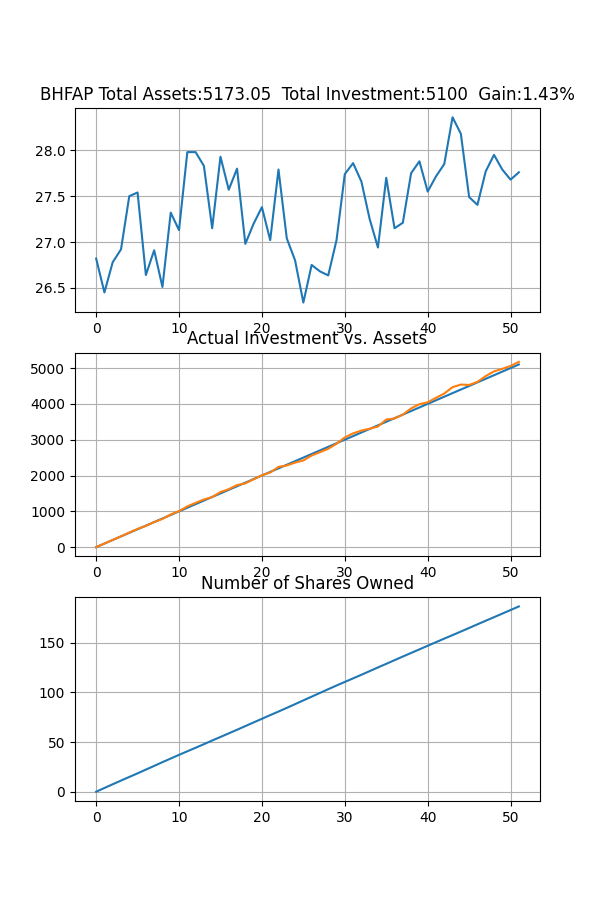 BHFAP Total Assets:5173.05  Total Investment:5100  Gain:1.43%
28.0
27.5
27.0
26.5
0 10 20 30 40 50
Actual Investment vs. Assets
5000
4000
3000
2000
1000
0
0 10 20 30 40 50
Number of Shares Owned
150
100
50
0
0 10 20 30 40 50